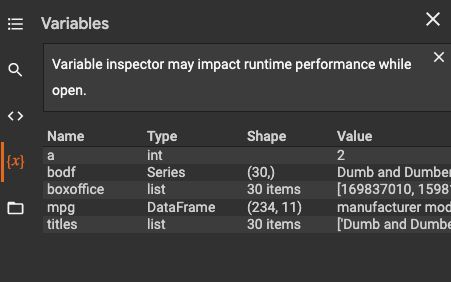 Variables
Variable inspector may impact runtime performance while
open.
Name Type Shape Value
a int 2
bodf Series (30,) Dumb and Dumber
boxoffice list 30 items [169837010, 1598
mpg DataFrame (234, 11) manufacturer mod
titles list 30 items ['Dumb and Dumbe
{x}